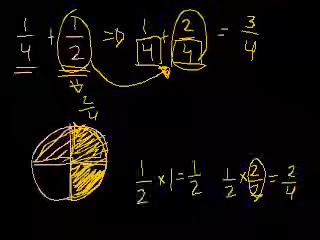 1/4 + 1/2 ⇒ 1/4 + 2/4 = 3/4
2/4
1/2 × 1 = 1/2   1/2 × 2/2 = 2/4